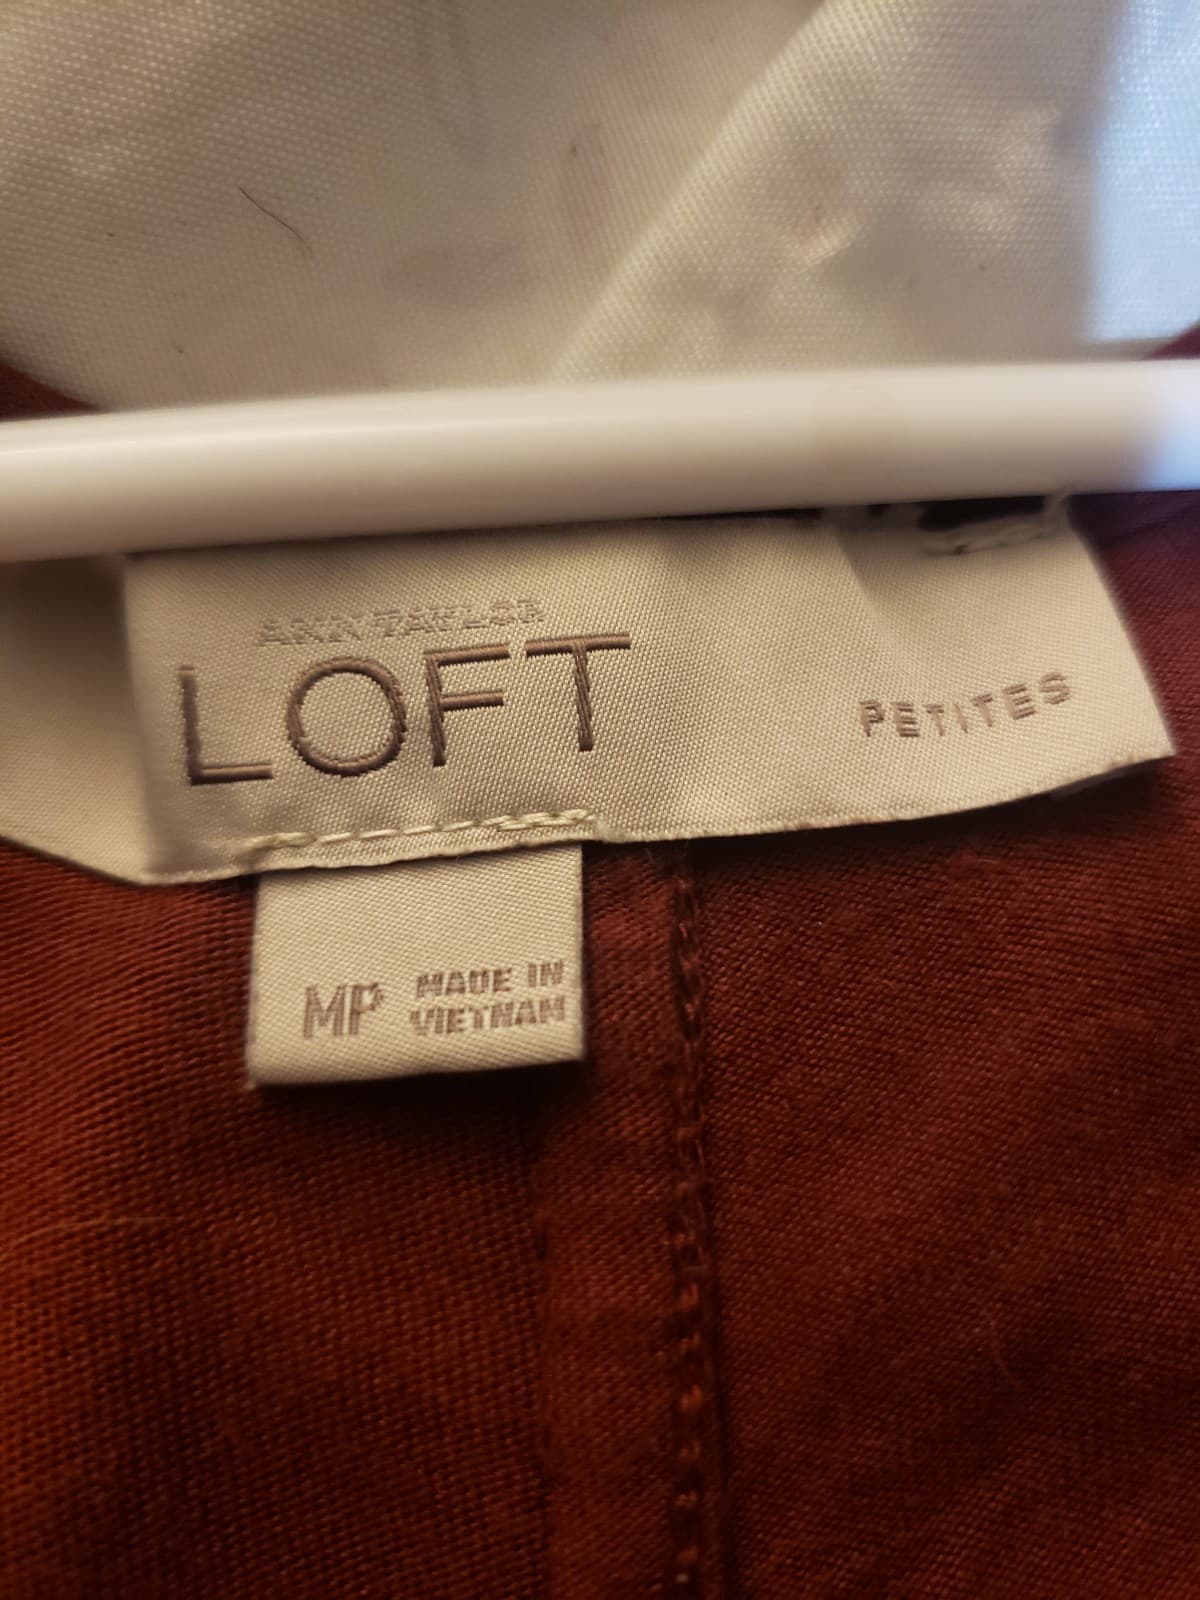 ANN TAYLOR
LOFT
PETITES
MP MADE IN
VIETNAM